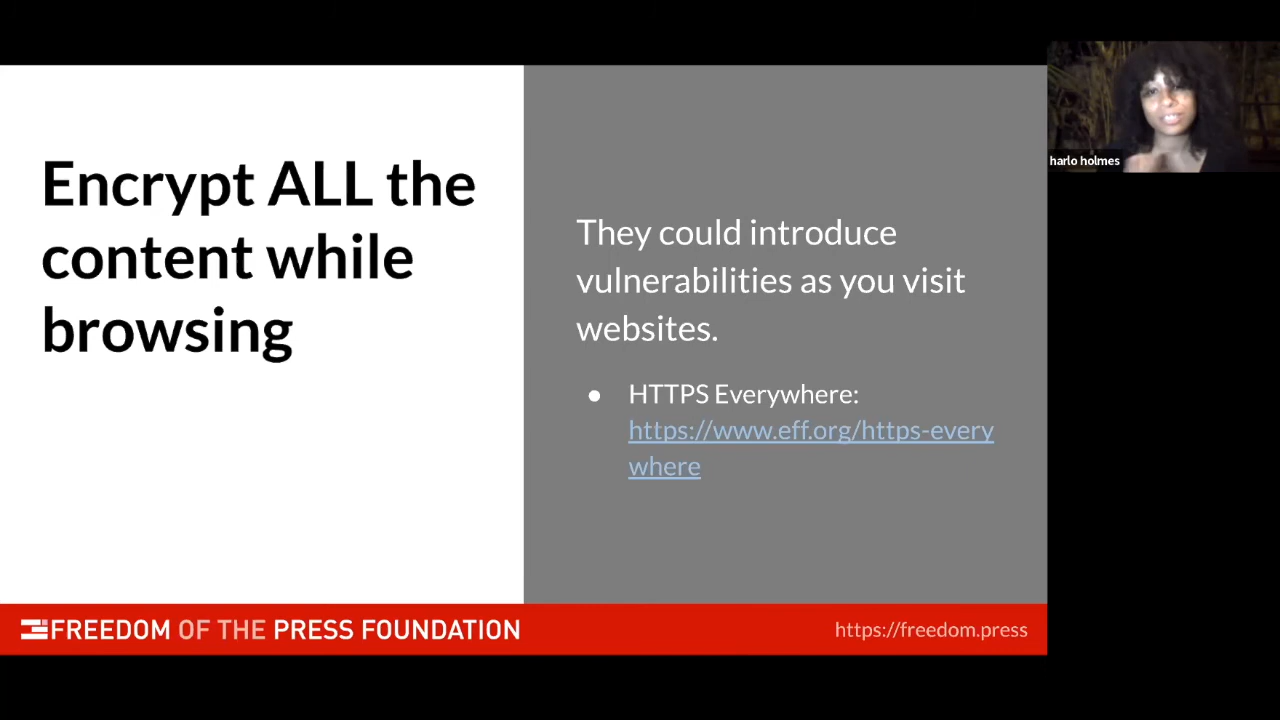 Encrypt ALL the
content while
browsing
They could introduce
vulnerabilities as you visit
websites.
● HTTPS Everywhere:
https://www.eff.org/https-every
where
harlo holmes
FREEDOM OF THE PRESS FOUNDATION
https://freedom.press